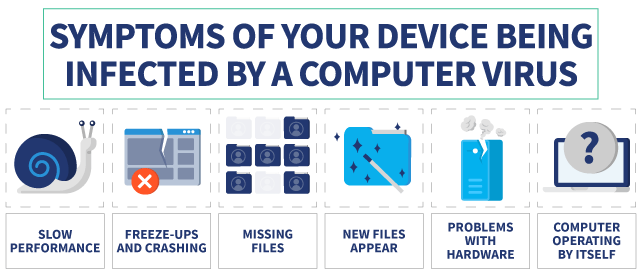 SYMPTOMS OF YOUR DEVICE BEING
INFECTED BY A COMPUTER VIRUS
?
SLOW
PERFORMANCE
FREEZE-UPS
AND CRASHING
MISSING
FILES
NEW FILES
APPEAR
PROBLEMS
WITH
HARDWARE
COMPUTER
OPERATING
BY ITSELF